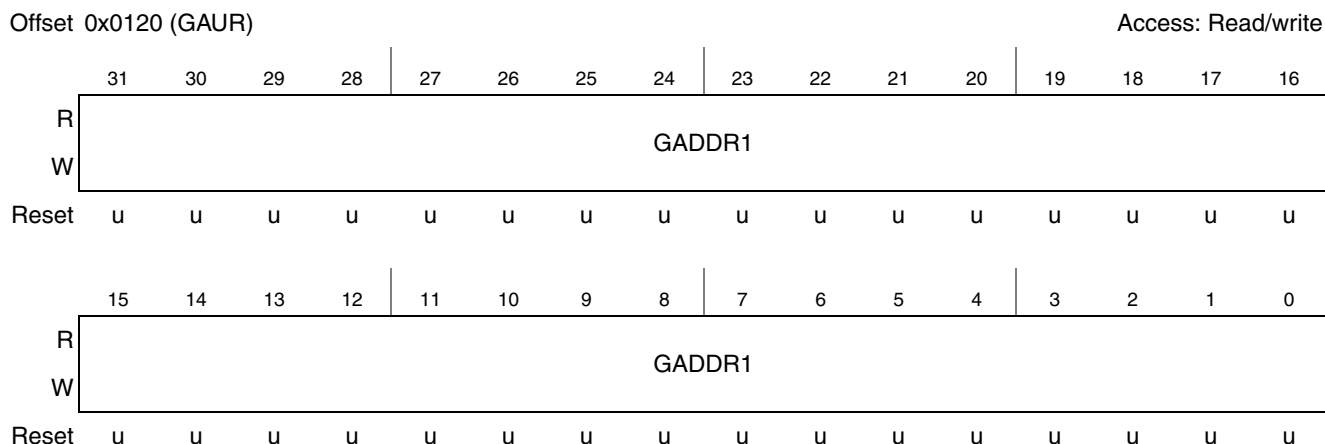 Offset 0x0120 (GAUR) Access: Read/write
31 30 29 28 27 26 25 24 23 22 21 20 19 18 17 16
R
GADDR1
W
Reset u u u u u u u u u u u u u u u u
15 14 13 12 11 10 9 8 7 6 5 4 3 2 1 0
R
GADDR1
W
Reset u u u u u u u u u u u u u u u u